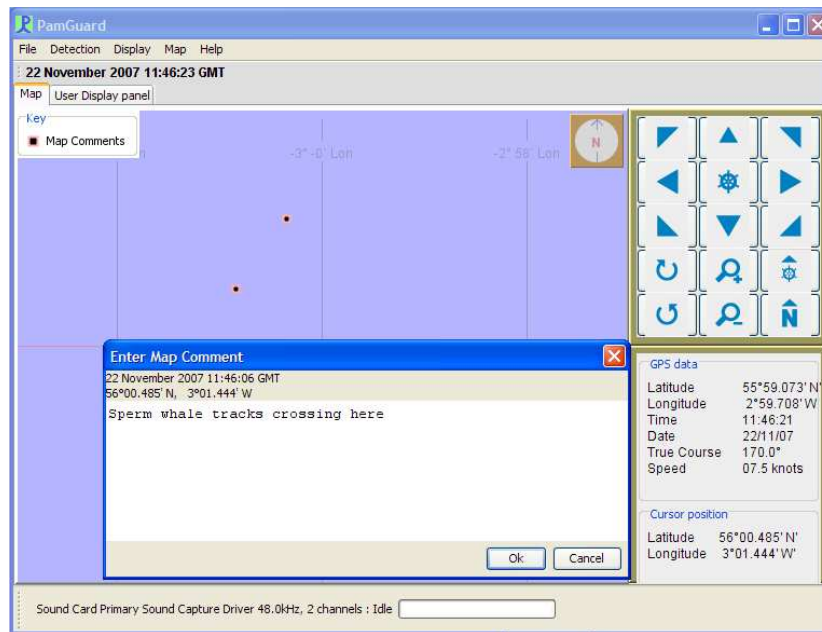 PamGuard
File Detection Display Map Help
22 November 2007 11:46:23 GMT
Map User Display panel
Key
Map Comments
-3°-0' Lon
-2° 56' Lon
N
N
Enter Map Comment
22 November 2007 11:46:06 GMT
56°00.485' N, 3°01.444' W
Sperm whale tracks crossing here
Ok Cancel
GPS data
Latitude 55°59.073' N'
Longitude 2°59.708' W
Time 11:46:21
Date 22/11/07
True Course 170.0°
Speed 07.5 knots
Cursor position
Latitude 56°00.485' N'
Longitude 3°01.444' W'
Sound Card Primary Sound Capture Driver 48.0kHz, 2 channels : Idle